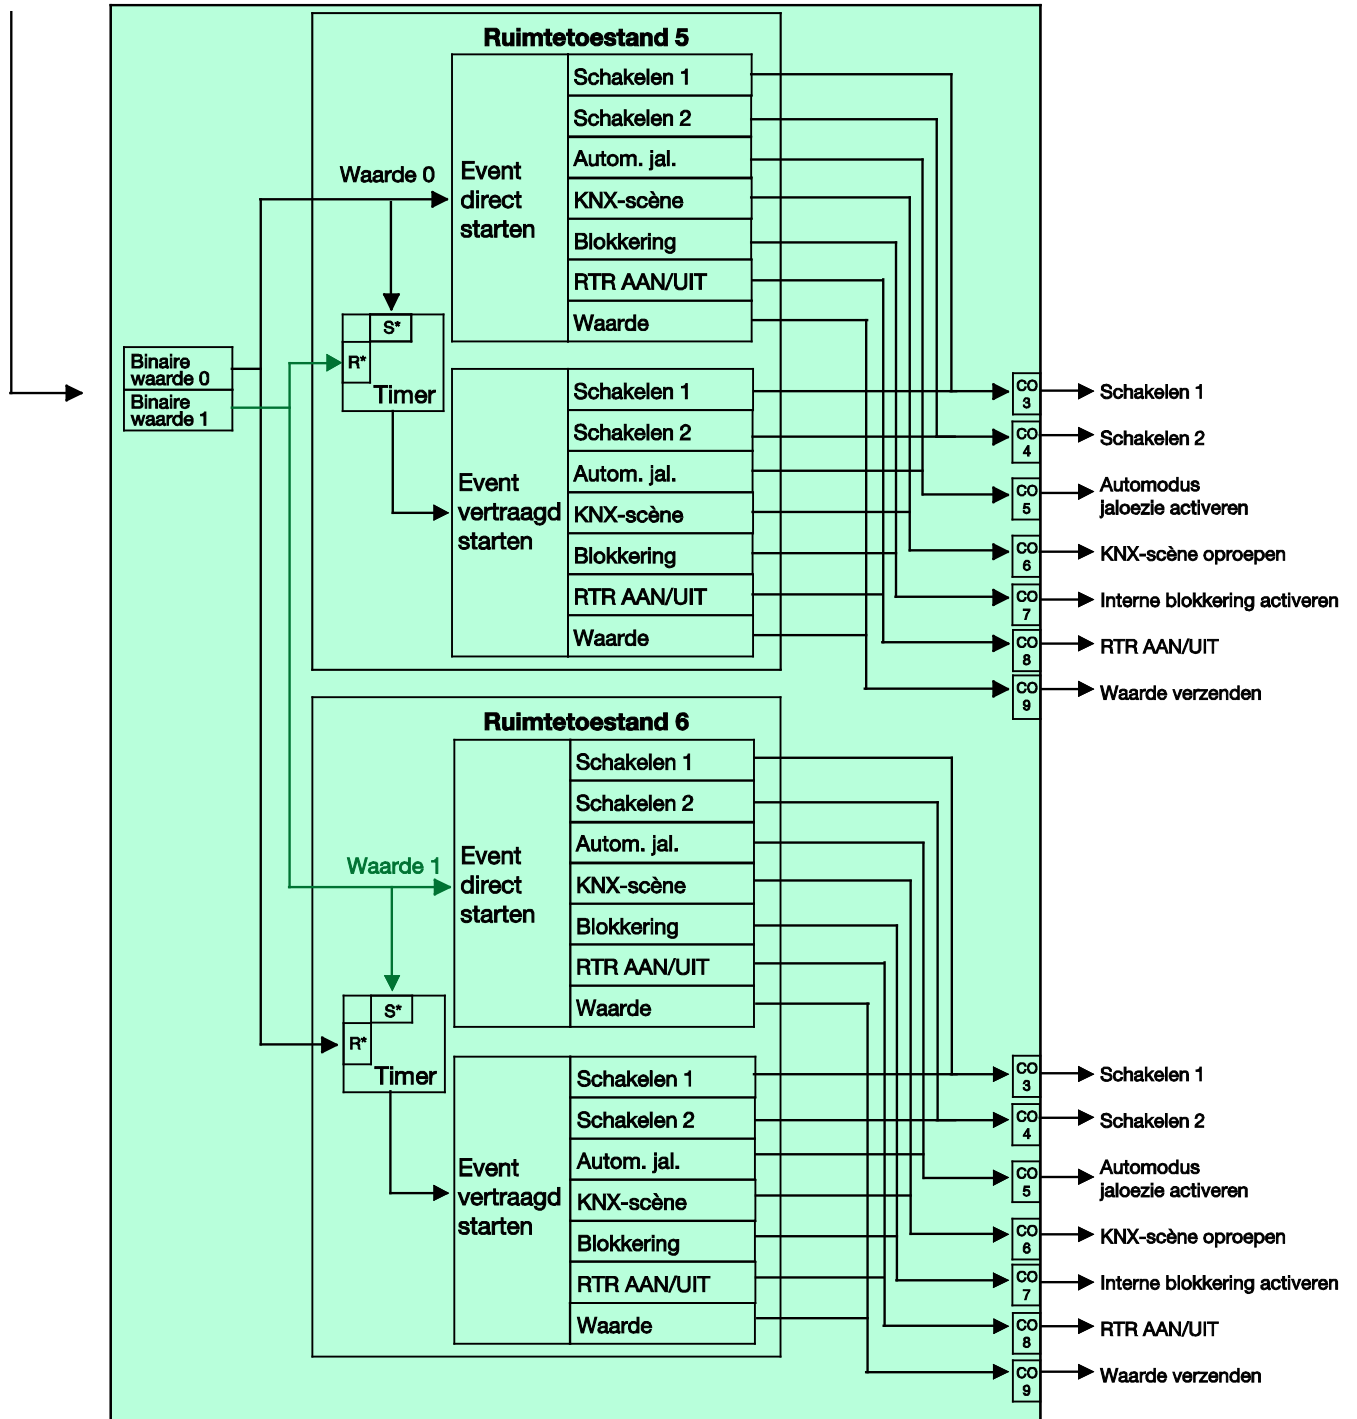 Ruimtetoestand 5
Waarde 0
Event
direct
starten
Schakelen 1
Schakelen 2
Autom. jal.
KNX-scène
Blokkering
RTR AAN/UIT
Waarde
S*
R*
Timer
Binaire
waarde 0
Binaire
waarde 1
Event
vertraagd
starten
Schakelen 1
Schakelen 2
Autom. jal.
KNX-scène
Blokkering
RTR AAN/UIT
Waarde
CO
3
Schakelen 1
CO
4
Schakelen 2
CO
5
Automodus
jaloezie activeren
CO
6
KNX-scène oproepen
CO
7
Interne blokkering activeren
CO
8
RTR AAN/UIT
CO
9
Waarde verzenden
Ruimtetoestand 6
Waarde 1
Event
direct
starten
Schakelen 1
Schakelen 2
Autom. jal.
KNX-scène
Blokkering
RTR AAN/UIT
Waarde
S*
R*
Timer
Event
vertraagd
starten
Schakelen 1
Schakelen 2
Autom. jal.
KNX-scène
Blokkering
RTR AAN/UIT
Waarde
CO
3
Schakelen 1
CO
4
Schakelen 2
CO
5
Automodus
jaloezie activeren
CO
6
KNX-scène oproepen
CO
7
Interne blokkering activeren
CO
8
RTR AAN/UIT
CO
9
Waarde verzenden